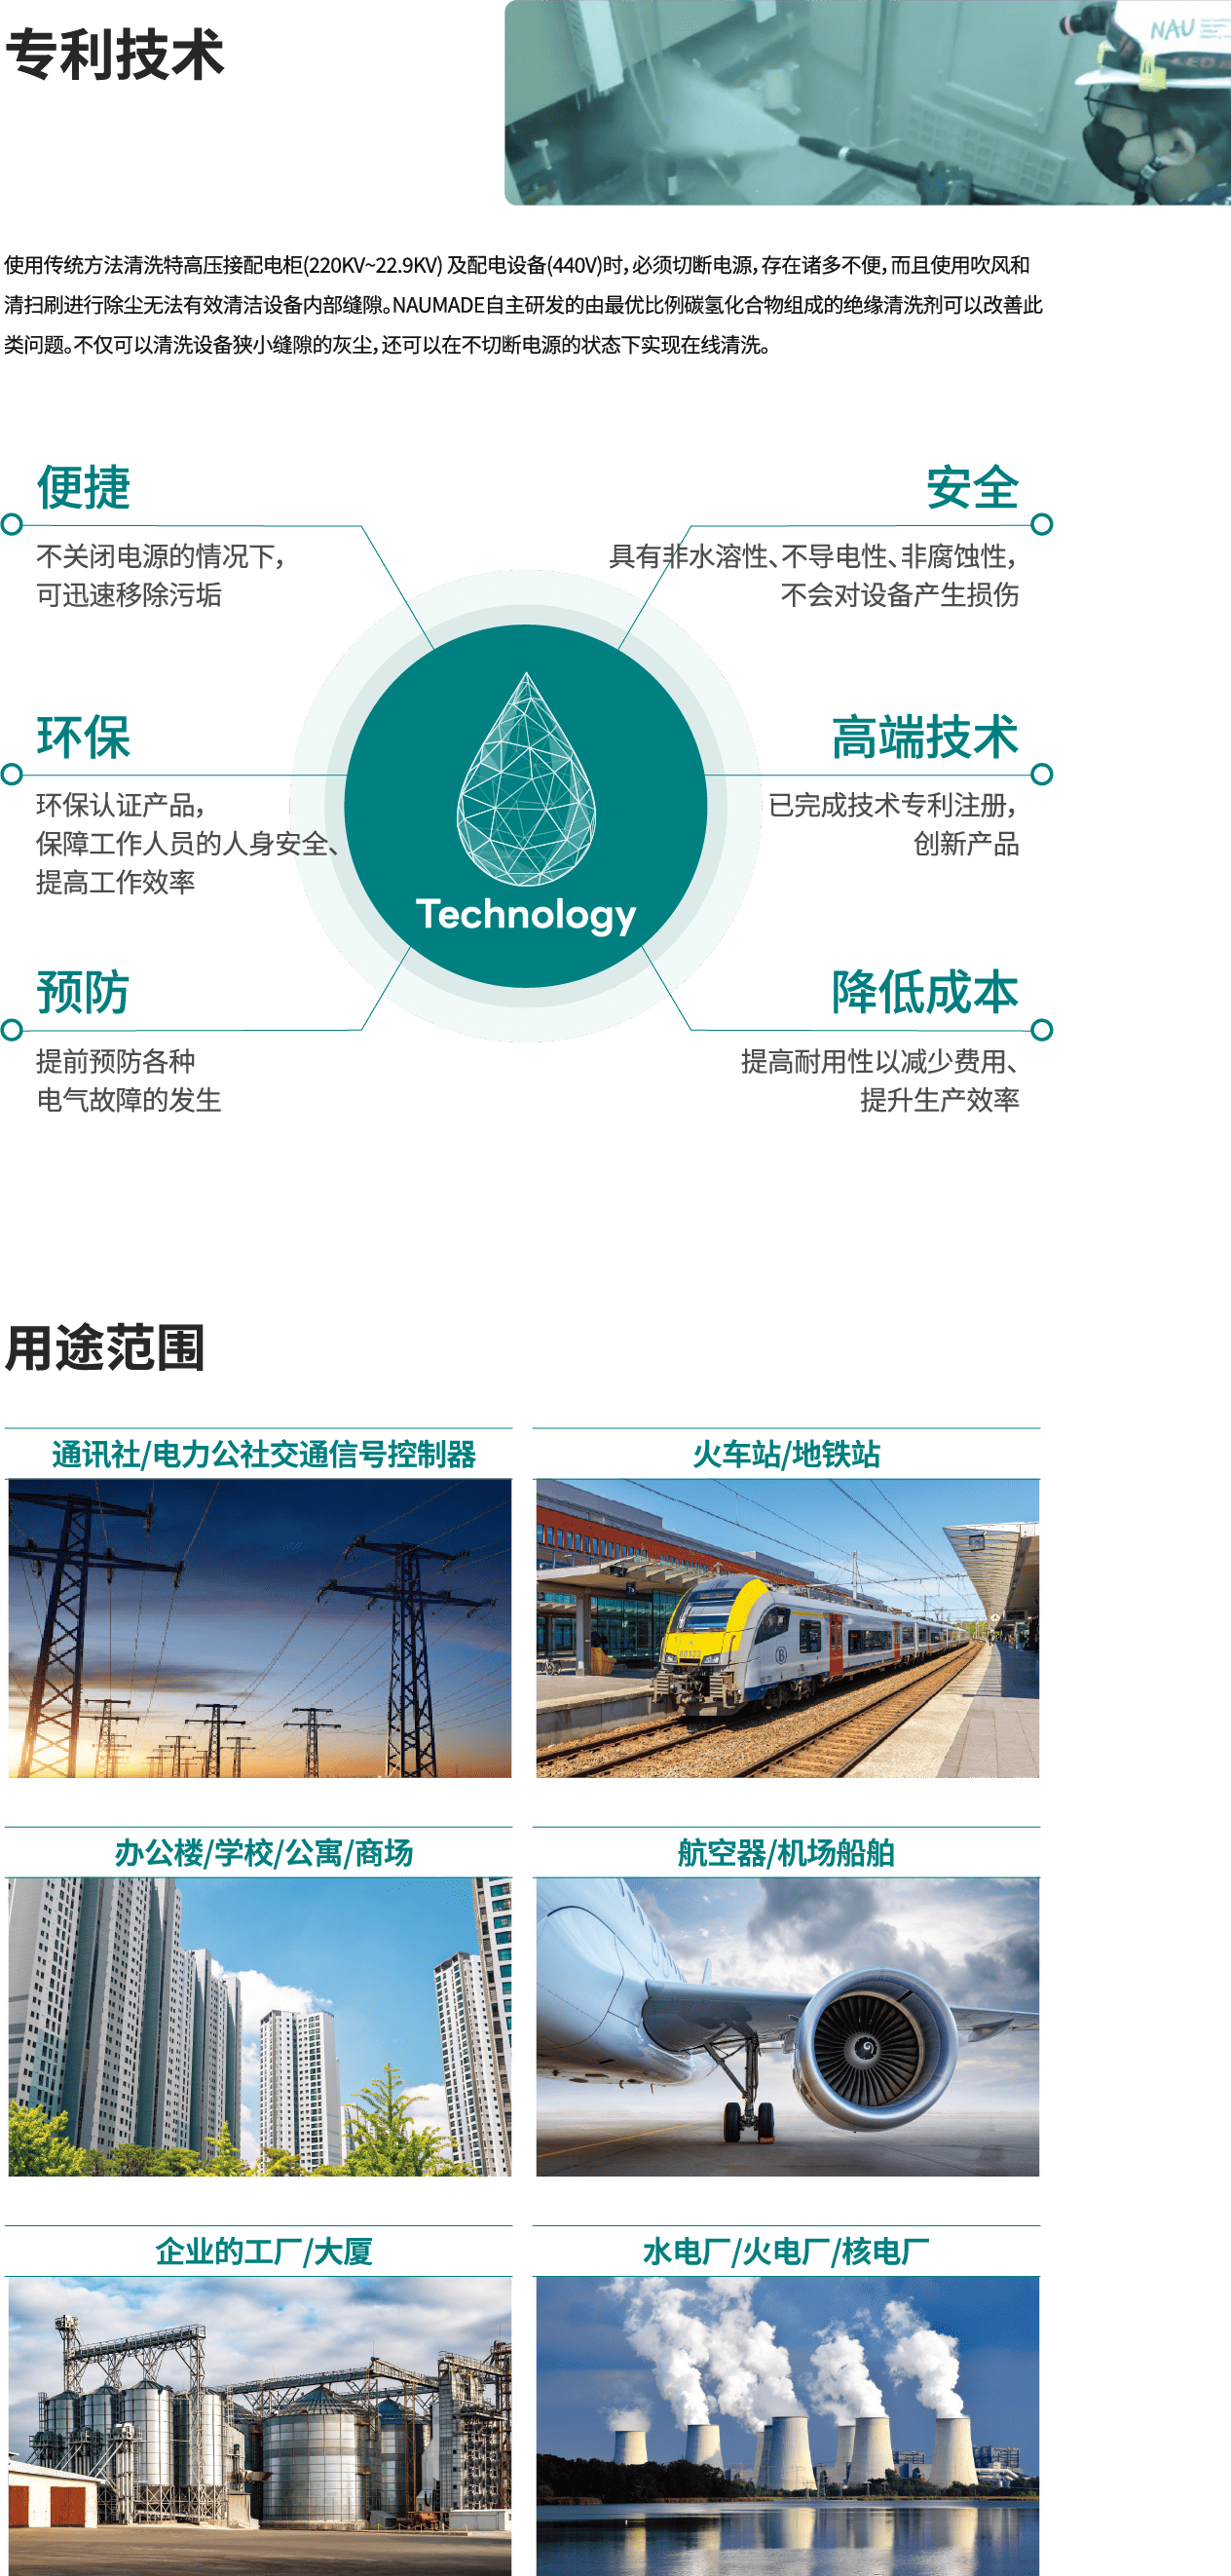 专利技术
NAU
使用传统方法清洗特高压接配电柜(220KV~22.9KV) 及配电设备(440V)时，必须切断电源，存在诸多不便，而且使用吹风和
清扫刷进行除尘无法有效清洁设备内部缝隙。NAUMADE自主研发的由最优比例碳氢化合物组成的绝缘清洗剂可以改善此
类问题。不仅可以清洗设备狭小缝隙的灰尘，还可以在不切断电源的状态下实现在线清洗。
便捷
不关闭电源的情况下，
可迅速移除污垢
安全
具有非水溶性、不导电性、非腐蚀性，
不会对设备产生损伤
环保
环保认证产品，
保障工作人员的人身安全、
提高工作效率
高端技术
已完成技术专利注册，
创新产品
Technology
预防
提前预防各种
电气故障的发生
降低成本
提高耐用性以减少费用、
提升生产效率
用途范围
通讯社/电力公社交通信号控制器
火车站/地铁站
B
办公楼/学校/公寓/商场
航空器/机场船舶
企业的工厂/大厦
水电厂/火电厂/核电厂